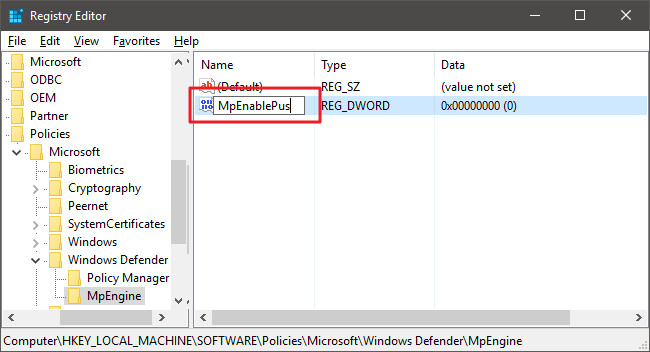 Registry Editor
File Edit View Favorites Help
Microsoft
ODBC
OEM
Partner
Policies
Microsoft
Biometrics
Cryptography
Peernet
SystemCertificates
Windows
Windows Defender
Policy Manager
MpEngine
Name Type Data
(Default) REG_SZ (value not set)
MpEnablePus REG_DWORD 0x00000000 (0)
Computer\HKEY_LOCAL_MACHINE\SOFTWARE\Policies\Microsoft\Windows Defender\MpEngine